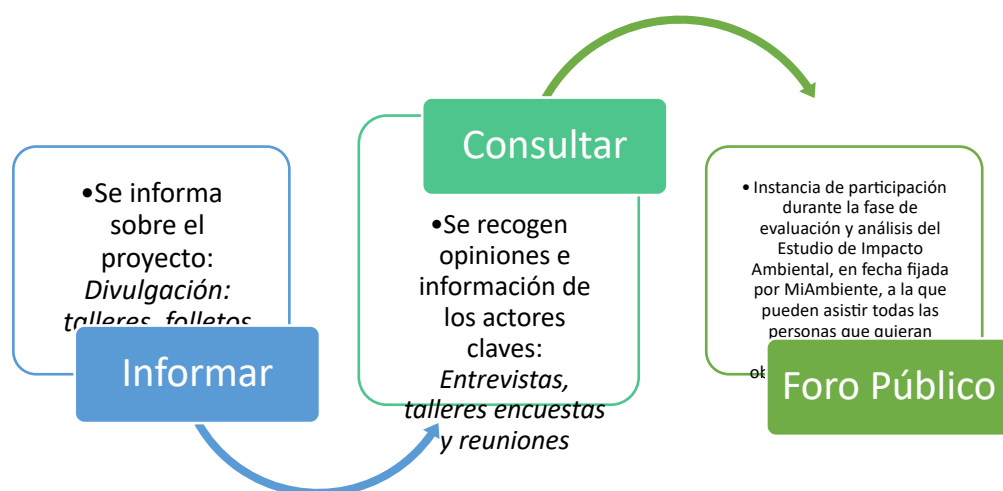 •Se informa
sobre el
proyecto:
Divulgación:
talleres, folletos
Informar
Consultar
•Se recogen
opiniones e
información de
los actores
claves:
Entrevistas,
talleres encuestas
y reuniones
• Instancia de participación
durante la fase de
evaluación y análisis del
Estudio de Impacto
Ambiental, en fecha fijada
por MiAmbiente, a la que
pueden asistir todas las
personas que quieran
Foro Público